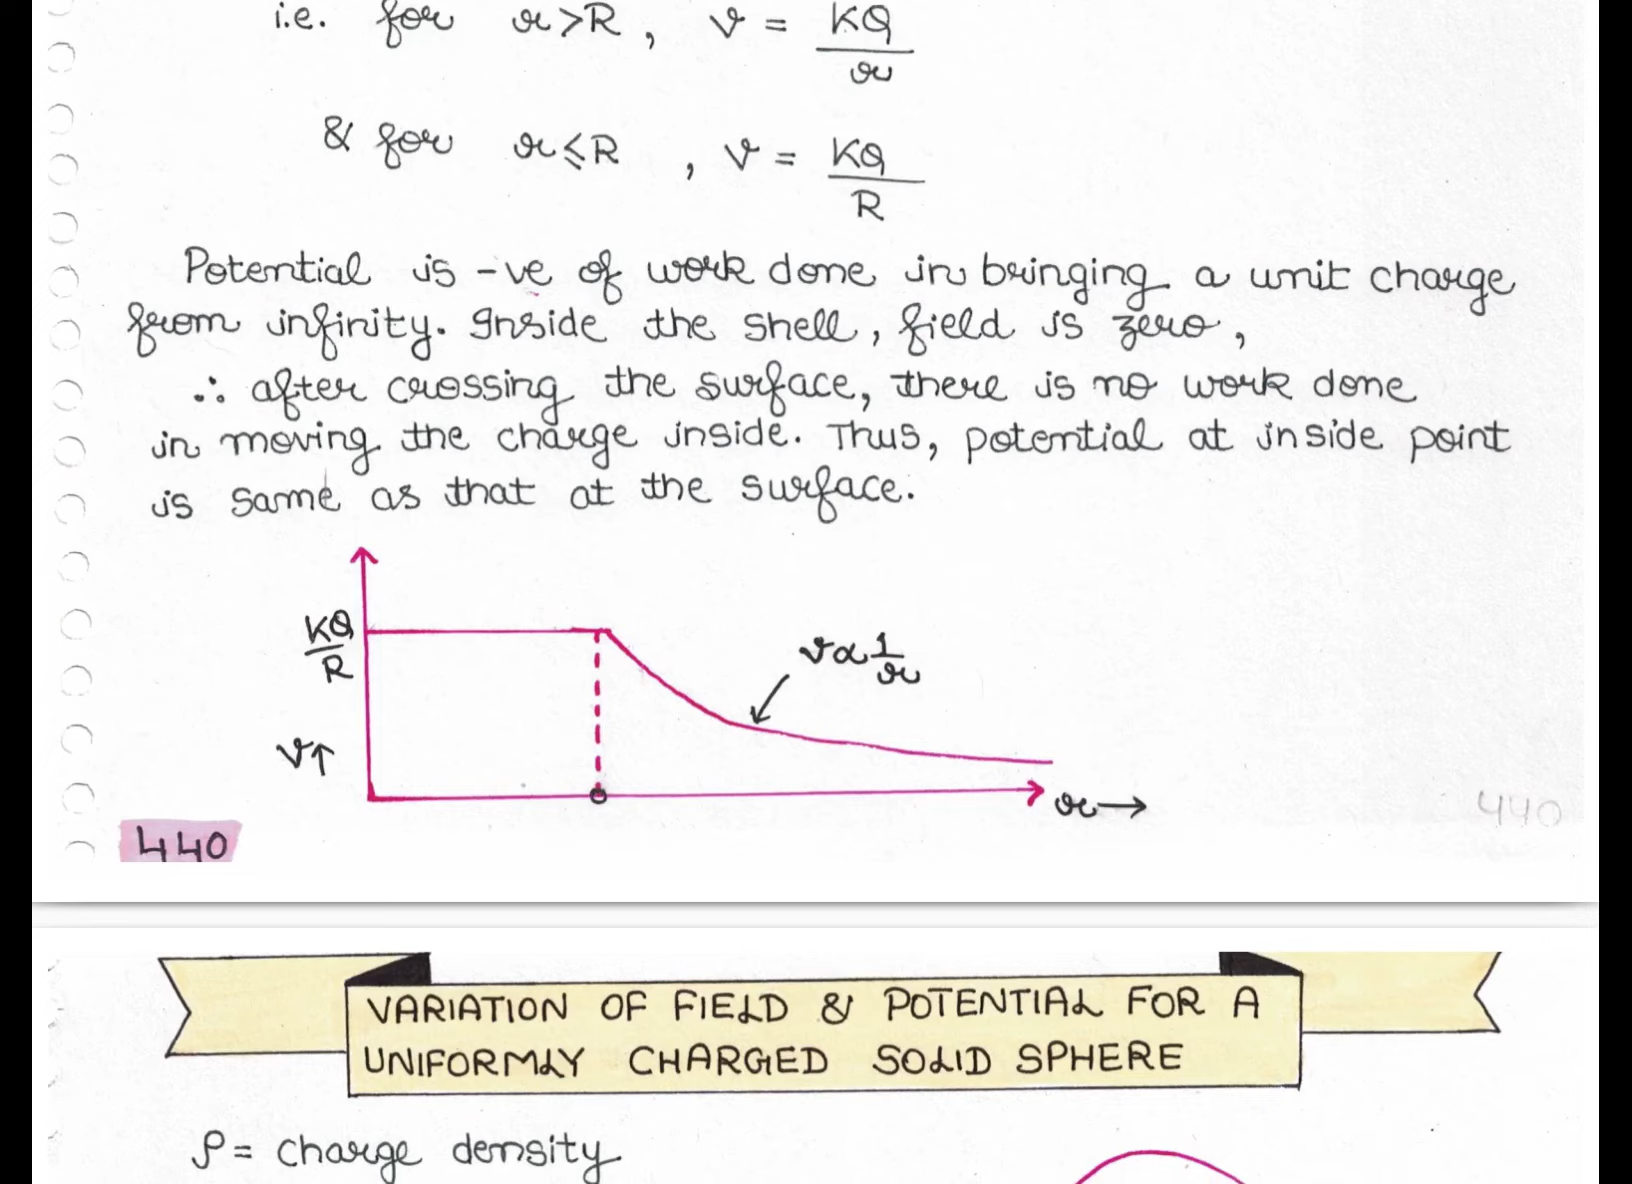 i.e. for r>R, V = KQ/r
& for r⩽R, V = KQ/R
Potential is -ve of work done in bringing a unit charge
from infinity. Inside the shell, field is zero,
∴ after crossing the surface, there is no work done
in moving the charge inside. Thus, potential at inside point
is same as that at the surface.
KQ/R
V∝1/r
V↑
r→
440
440
VARIATION OF FIELD & POTENTIAL FOR A
UNIFORMLY CHARGED SOLID SPHERE
ρ= charge density